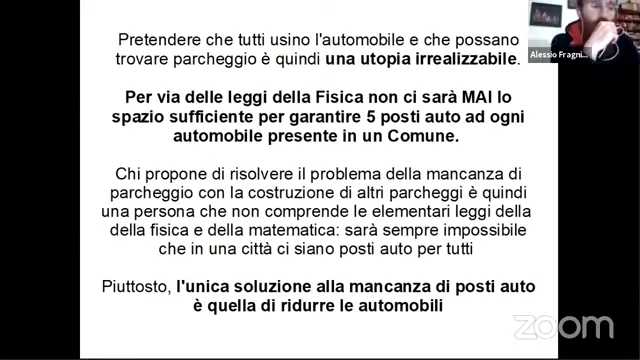 Pretendere che tutti usino l'automobile e che possano
trovare parcheggio è quindi una utopia irrealizzabile.
Per via delle leggi della Fisica non ci sarà MAI lo
spazio sufficiente per garantire 5 posti auto ad ogni
automobile presente in un Comune.
Chi propone di risolvere il problema della mancanza di
parcheggio con la costruzione di altri parcheggi è quindi
una persona che non comprende le elementari leggi della
della fisica e della matematica: sarà sempre impossibile
che in una città ci siano posti auto per tutti
Piuttosto, l'unica soluzione alla mancanza di posti auto
è quella di ridurre le automobili
Alessio Fragni...
zoom